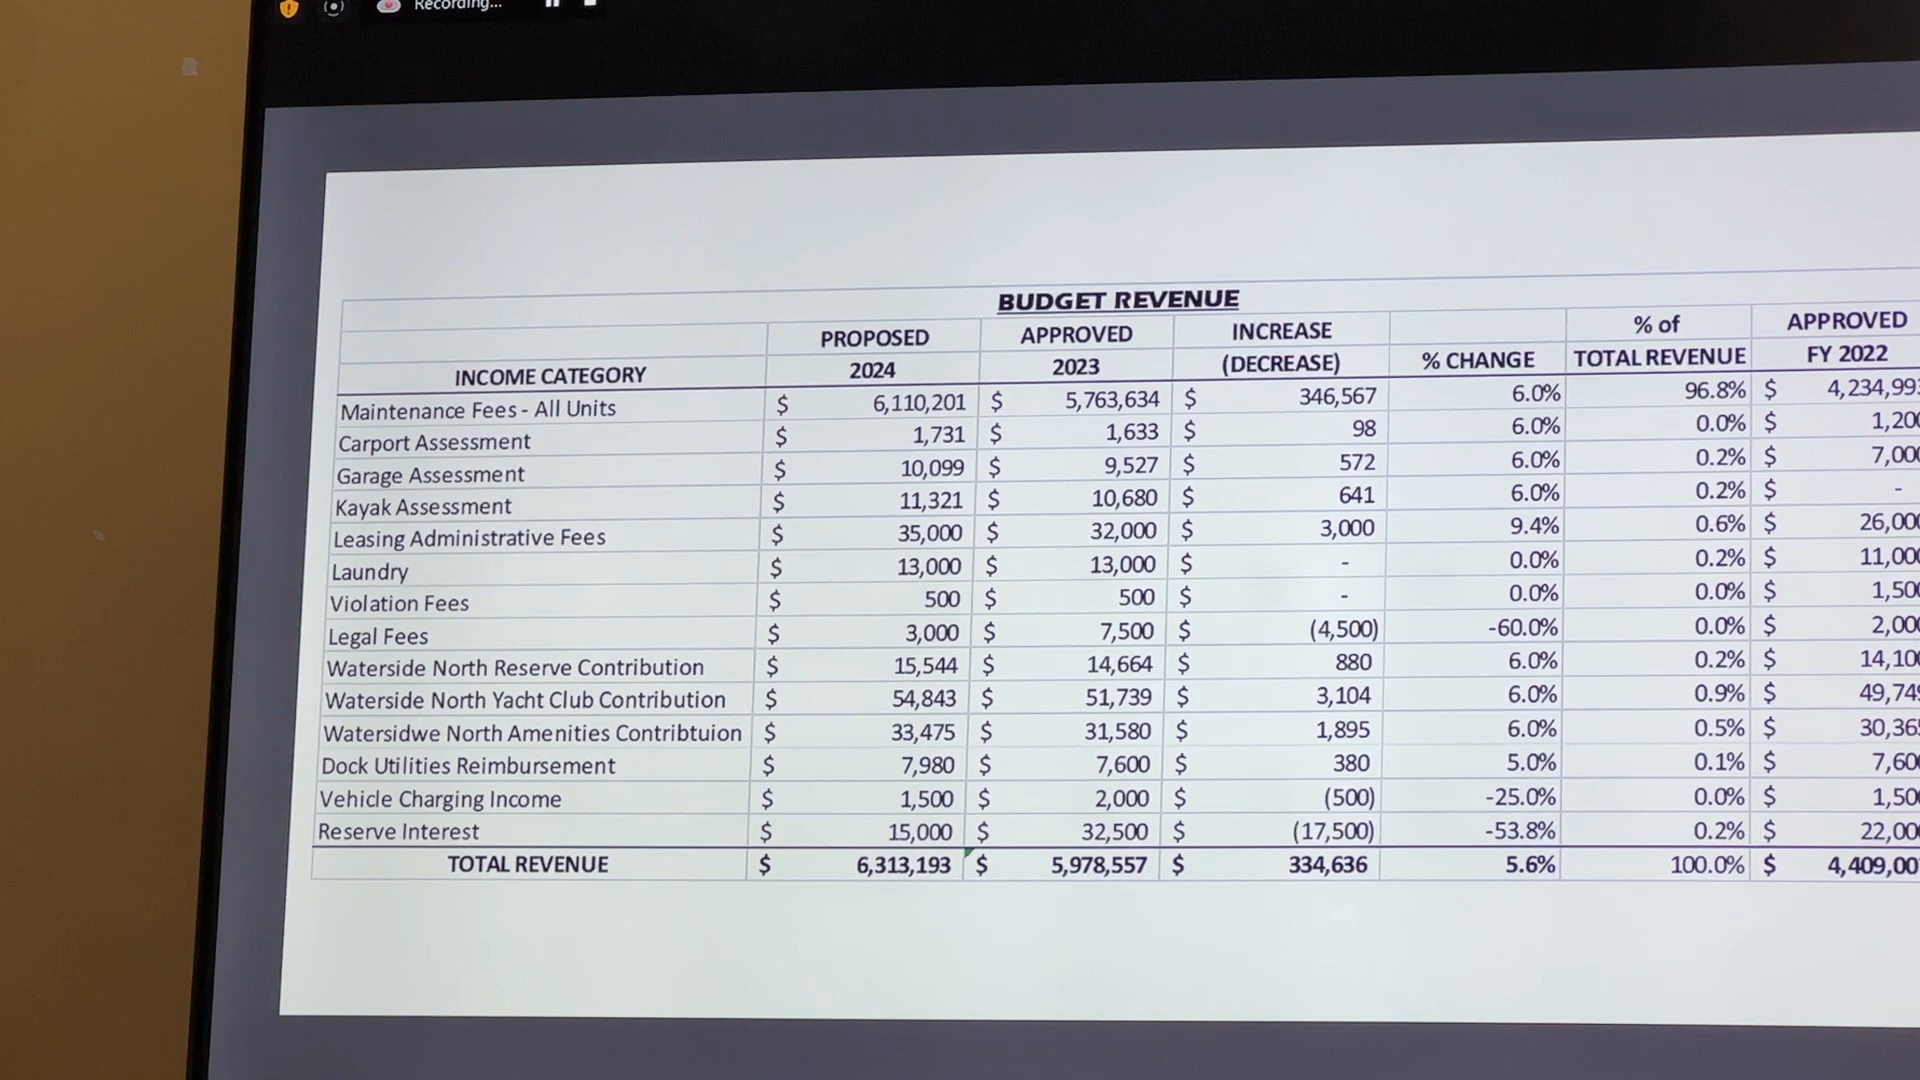 Recording...
BUDGET REVENUE
PROPOSED APPROVED INCREASE % of APPROVED
INCOME CATEGORY 2024 2023 (DECREASE) % CHANGE TOTAL REVENUE FY 2022
Maintenance Fees - All Units $ 6,110,201 $ 5,763,634 $ 346,567 6.0% 96.8% $
Carport Assessment $ 1,731 $ 1,633 $ 98 6.0% 0.0% $
Garage Assessment $ 10,099 $ 9,527 $ 572 6.0% 0.2% $
Kayak Assessment $ 11,321 $ 10,680 $ 641 6.0% 0.2% $ -
Leasing Administrative Fees $ 35,000 $ 32,000 $ 3,000 9.4% 0.6% $
Laundry $ 13,000 $ 13,000 $ - 0.0% 0.2% $
Violation Fees $ 500 $ 500 $ - 0.0% 0.0% $
Legal Fees $ 3,000 $ 7,500 $ (4,500) -60.0% 0.0% $
Waterside North Reserve Contribution $ 15,544 $ 14,664 $ 880 6.0% 0.2% $
Waterside North Yacht Club Contribution $ 54,843 $ 51,739 $ 3,104 6.0% 0.9% $
Watersidwe North Amenities Contribtuion $ 33,475 $ 31,580 $ 1,895 6.0% 0.5% $
Dock Utilities Reimbursement $ 7,980 $ 7,600 $ 380 5.0% 0.1% $
Vehicle Charging Income $ 1,500 $ 2,000 $ (500) -25.0% 0.0% $
Reserve Interest $ 15,000 $ 32,500 $ (17,500) -53.8% 0.2% $
TOTAL REVENUE $ 6,313,193 $ 5,978,557 $ 334,636 5.6% 100.0% $